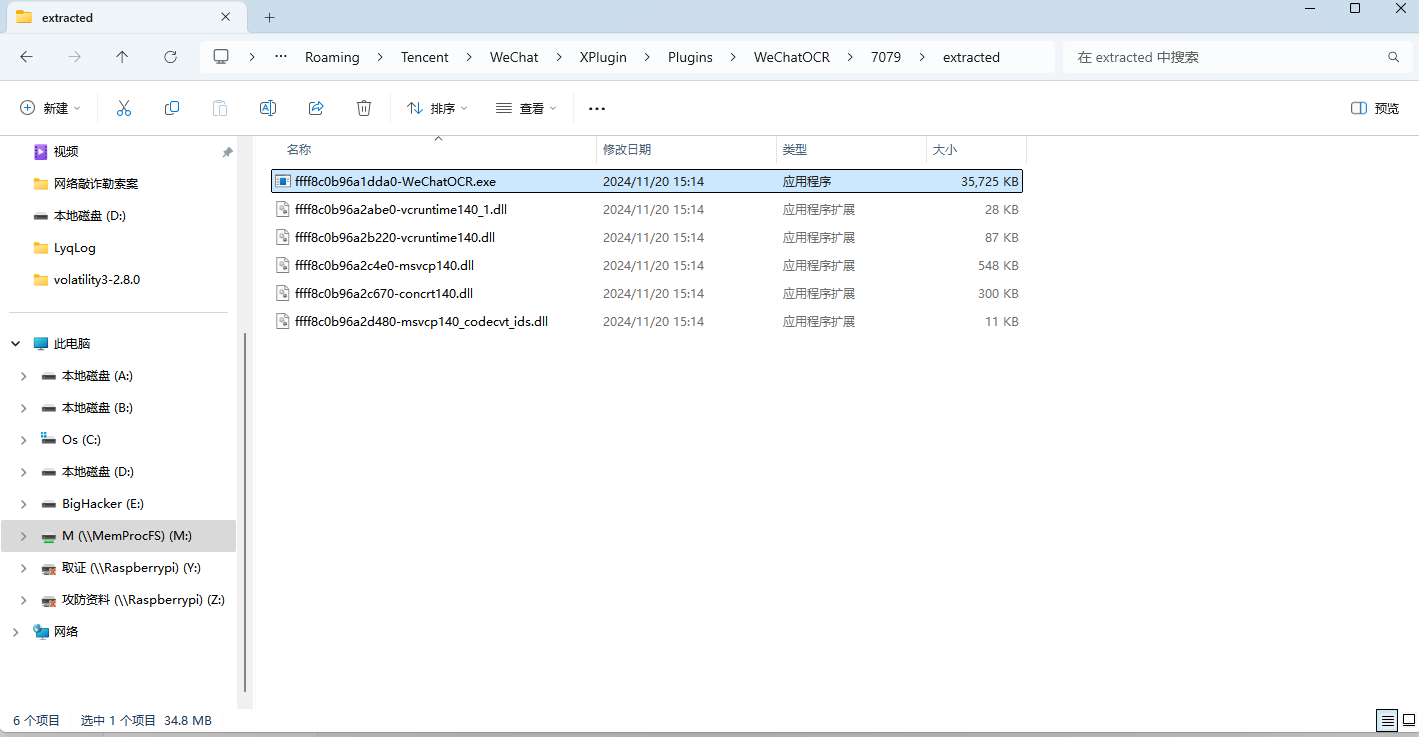 extracted
Roaming Tencent WeChat XPlugin Plugins WeChatOCR 7079 extracted
在 extracted 中搜索
新建 排序 查看 预览
名称 修改日期 类型 大小
视频
网络敲诈勒索案
本地磁盘 (D:)
LyqLog
volatility3-2.8.0
此电脑
本地磁盘 (A:)
本地磁盘 (B:)
Os (C:)
本地磁盘 (D:)
BigHacker (E:)
M (\\MemProcFS) (M:)
取证 (\\Raspberrypi) (Y:)
攻防资料 (\\Raspberrypi) (Z:)
网络
ffff8c0b96a1dda0-WeChatOCR.exe 2024/11/20 15:14 应用程序 35,725 KB
ffff8c0b96a2abe0-vcruntime140_1.dll 2024/11/20 15:14 应用程序扩展 28 KB
ffff8c0b96a2b220-vcruntime140.dll 2024/11/20 15:14 应用程序扩展 87 KB
ffff8c0b96a2c4e0-msvcp140.dll 2024/11/20 15:14 应用程序扩展 548 KB
ffff8c0b96a2c670-concrt140.dll 2024/11/20 15:14 应用程序扩展 300 KB
ffff8c0b96a2d480-msvcp140_codecvt_ids.dll 2024/11/20 15:14 应用程序扩展 11 KB
6 个项目 选中 1 个项目 34.8 MB